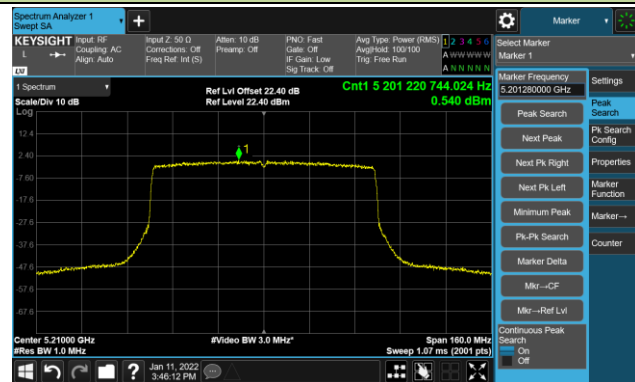 Spectrum Analyzer 1
Swept SA
Marker
KEYSIGHT
L
LXI
Input: RF
Coupling: AC
Align: Auto
Input Z: 50 Ω
Corrections: Off
Freq Ref: Int (S)
Atten: 10 dB
Preamp: Off
PNO: Fast
Gate: Off
IF Gain: Low
Sig Track: Off
Avg Type: Power (RMS)
Avg|Hold: 100/100
Trig: Free Run
1 2 3 4 5 6
A W W W W W
A N N N N N
Select Marker
Marker 1
1 Spectrum
Scale/Div 10 dB
Log
Ref Lvl Offset 22.40 dB
Ref Level 22.40 dBm
Cnt1 5 201 220 744.024 Hz
0.540 dBm
1
12.4
2.40
-7.60
-17.6
-27.6
-37.6
-47.6
-57.6
-67.6
Center 5.21000 GHz
#Res BW 1.0 MHz
#Video BW 3.0 MHz*
Span 160.0 MHz
Sweep 1.07 ms (2001 pts)
Marker Frequency
5.201280000 GHz
Peak Search
Next Peak
Next Pk Right
Next Pk Left
Minimum Peak
Pk-Pk Search
Marker Delta
Mkr→CF
Mkr→Ref Lvl
Continuous Peak
Search
On
Off
Settings
Peak
Search
Pk Search
Config
Properties
Marker
Function
Marker→
Counter
?
Jan 11, 2022
3:46:12 PM